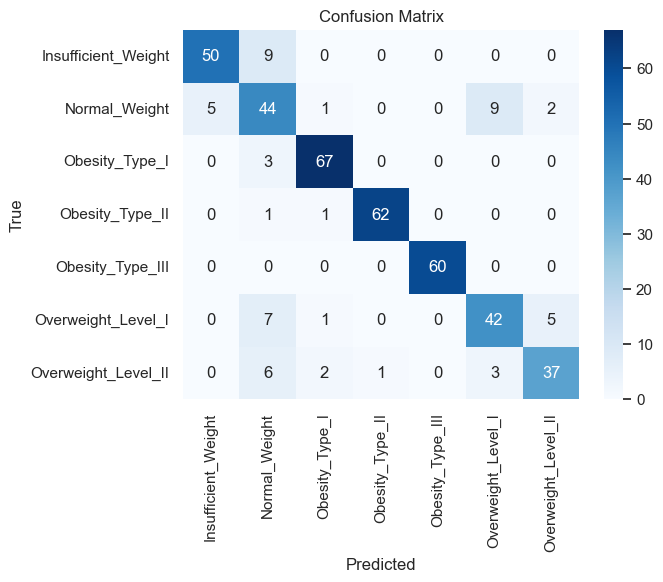 Confusion Matrix
Insufficient_Weight 50 9 0 0 0 0 0
Normal_Weight 5 44 1 0 0 9 2
Obesity_Type_I 0 3 67 0 0 0 0
Obesity_Type_II 0 1 1 62 0 0 0
Obesity_Type_III 0 0 0 0 60 0 0
Overweight_Level_I 0 7 1 0 0 42 5
Overweight_Level_II 0 6 2 1 0 3 37
True
Insufficient_Weight
Normal_Weight
Obesity_Type_I
Obesity_Type_II
Obesity_Type_III
Overweight_Level_I
Overweight_Level_II
Predicted
60
50
40
30
20
10
0